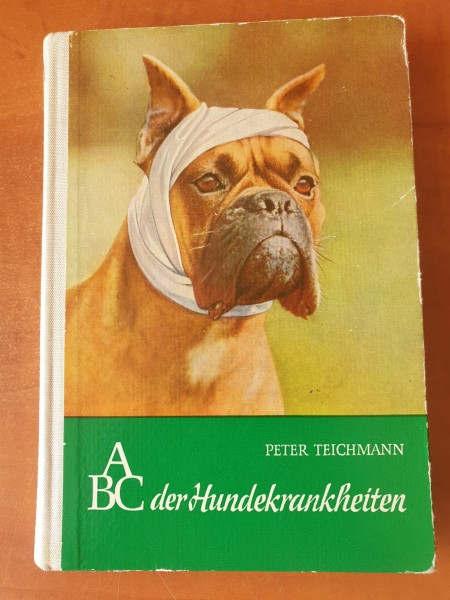 PETER TEICHMANN
ABC der Hundekrankheiten